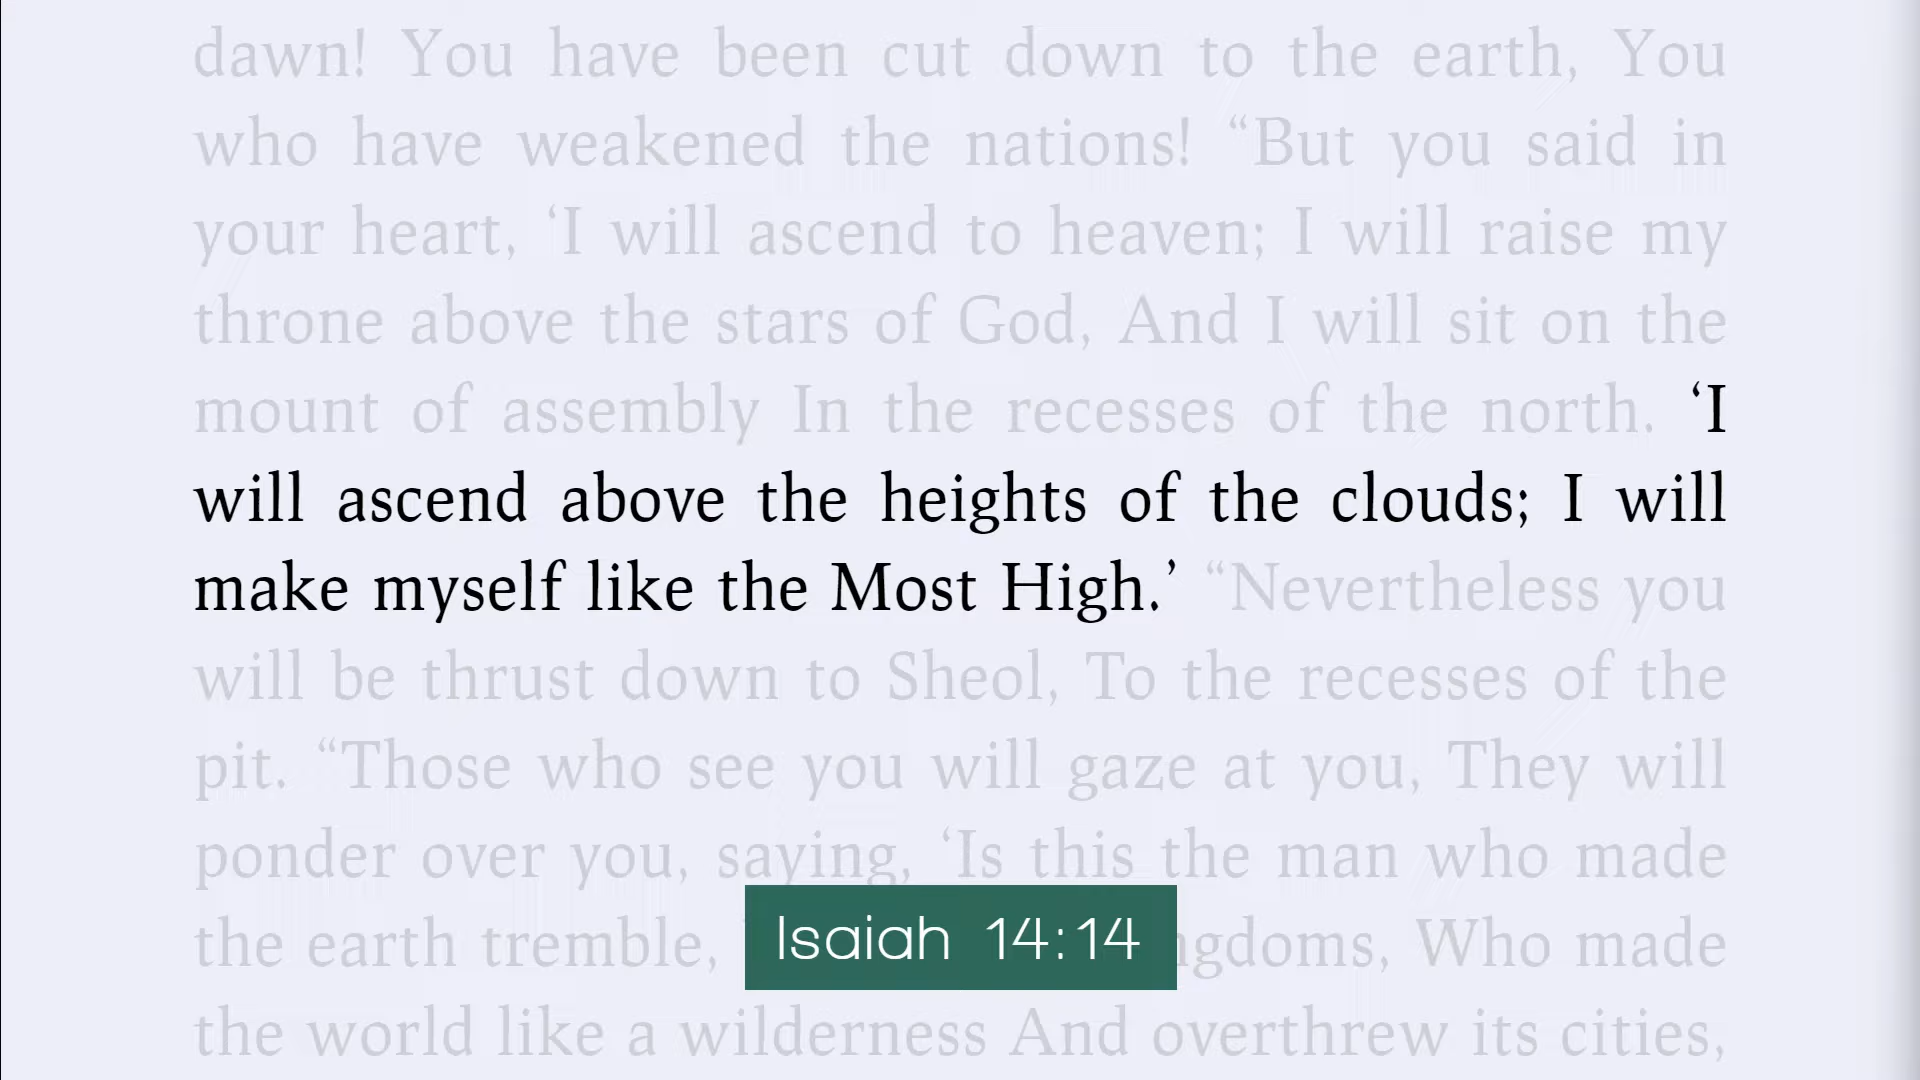 dawn! You have been cut down to the earth, You
who have weakened the nations! “But you said in
your heart, ‘I will ascend to heaven; I will raise my
throne above the stars of God, And I will sit on the
mount of assembly In the recesses of the north. ‘I
will ascend above the heights of the clouds; I will
make myself like the Most High.’ “Nevertheless you
will be thrust down to Sheol, To the recesses of the
pit. “Those who see you will gaze at you, They will
ponder over you, saying, ‘Is this the man who made
the earth tremble, ngdoms, Who made
Isaiah 14:14
the world like a wilderness And overthrew its cities,